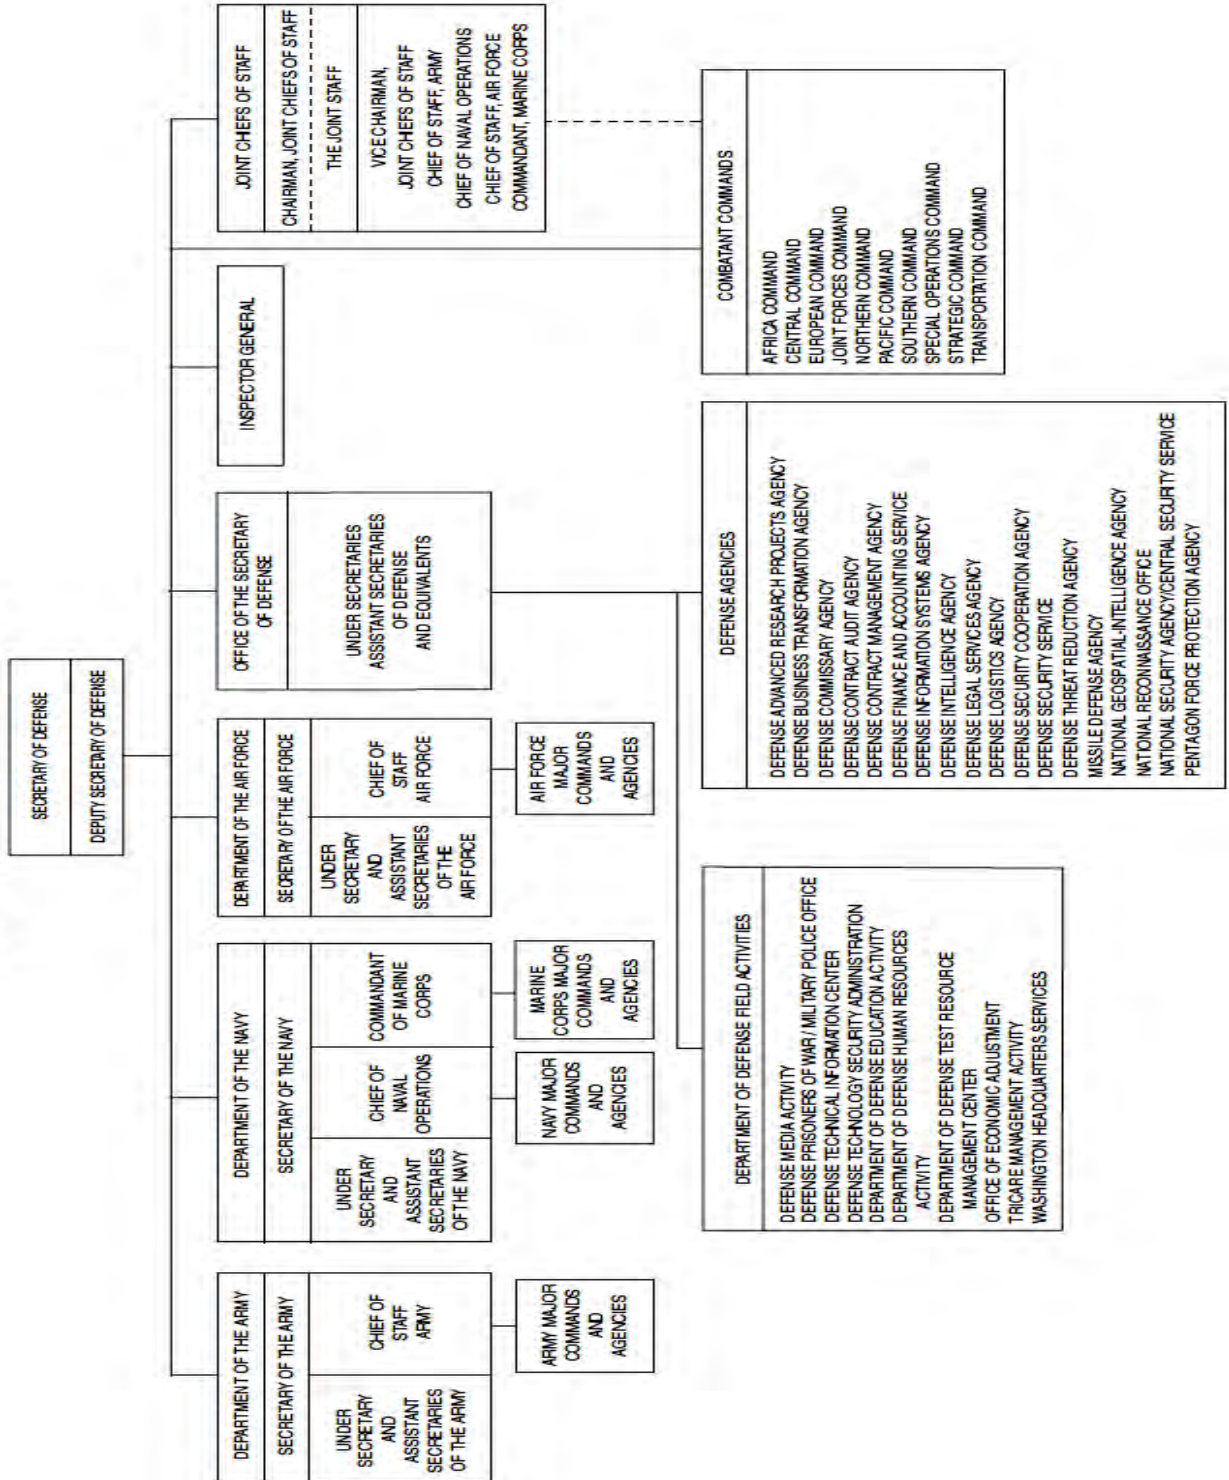 SECRETARY OF DEFENSE
DEPUTY SECRETARY OF DEFENSE
DEPARTMENT OF THE ARMY
SECRETARY OF THE ARMY
UNDER
SECRETARY
AND
ASSISTANT
SECRETARIES
OF THE ARMY
CHIEF OF
STAFF
ARMY
ARMY MAJOR
COMMANDS
AND
AGENCIES
DEPARTMENT OF THE NAVY
SECRETARY OF THE NAVY
UNDER
SECRETARY
AND
ASSISTANT
SECRETARIES
OF THE NAVY
CHIEF OF
NAVAL
OPERATIONS
COMMANDANT
OF MARINE
CORPS
NAVY MAJOR
COMMANDS
AND
AGENCIES
MARINE
CORPS MAJOR
COMMANDS
AND
AGENCIES
DEPARTMENT OF THE AIR FORCE
SECRETARY OF THE AIR FORCE
UNDER
SECRETARY
AND
ASSISTANT
SECRETARIES
OF THE
AIR FORCE
CHIEF OF
STAFF
AIR FORCE
AIR FORCE
MAJOR
COMMANDS
AND
AGENCIES
OFFICE OF THE SECRETARY
OF DEFENSE
UNDER SECRETARIES
ASSISTANT SECRETARIES
OF DEFENSE
AND EQUIVALENTS
INSPECTOR GENERAL
JOINT CHIEFS OF STAFF
CHAIRMAN, JOINT CHIEFS OF STAFF
THE JOINT STAFF
VICE CHAIRMAN,
JOINT CHIEFS OF STAFF
CHIEF OF STAFF, ARMY
CHIEF OF NAVAL OPERATIONS
CHIEF OF STAFF, AIR FORCE
COMMANDANT, MARINE CORPS
DEPARTMENT OF DEFENSE FIELD ACTIVITIES
DEFENSE MEDIA ACTIVITY
DEFENSE PRISONERS OF WAR / MILITARY POLICE OFFICE
DEFENSE TECHNICAL INFORMATION CENTER
DEFENSE TECHNOLOGY SECURITY ADMINISTRATION
DEPARTMENT OF DEFENSE EDUCATION ACTIVITY
DEPARTMENT OF DEFENSE HUMAN RESOURCES
ACTIVITY
DEPARTMENT OF DEFENSE TEST RESOURCE
MANAGEMENT CENTER
OFFICE OF ECONOMIC ADJUSTMENT
TRICARE MANAGEMENT ACTIVITY
WASHINGTON HEADQUARTERS SERVICES
DEFENSE AGENCIES
DEFENSE ADVANCED RESEARCH PROJECTS AGENCY
DEFENSE BUSINESS TRANSFORMATION AGENCY
DEFENSE COMMISSARY AGENCY
DEFENSE CONTRACT AUDIT AGENCY
DEFENSE CONTRACT MANAGEMENT AGENCY
DEFENSE FINANCE AND ACCOUNTING SERVICE
DEFENSE INFORMATION SYSTEMS AGENCY
DEFENSE INTELLIGENCE AGENCY
DEFENSE LEGAL SERVICES AGENCY
DEFENSE LOGISTICS AGENCY
DEFENSE SECURITY COOPERATION AGENCY
DEFENSE SECURITY SERVICE
DEFENSE THREAT REDUCTION AGENCY
MISSILE DEFENSE AGENCY
NATIONAL GEOSPATIAL-INTELLIGENCE AGENCY
NATIONAL RECONNAISSANCE OFFICE
NATIONAL SECURITY AGENCY/CENTRAL SECURITY SERVICE
PENTAGON FORCE PROTECTION AGENCY
COMBATANT COMMANDS
AFRICA COMMAND
CENTRAL COMMAND
EUROPEAN COMMAND
JOINT FORCES COMMAND
NORTHERN COMMAND
PACIFIC COMMAND
SOUTHERN COMMAND
SPECIAL OPERATIONS COMMAND
STRATEGIC COMMAND
TRANSPORTATION COMMAND